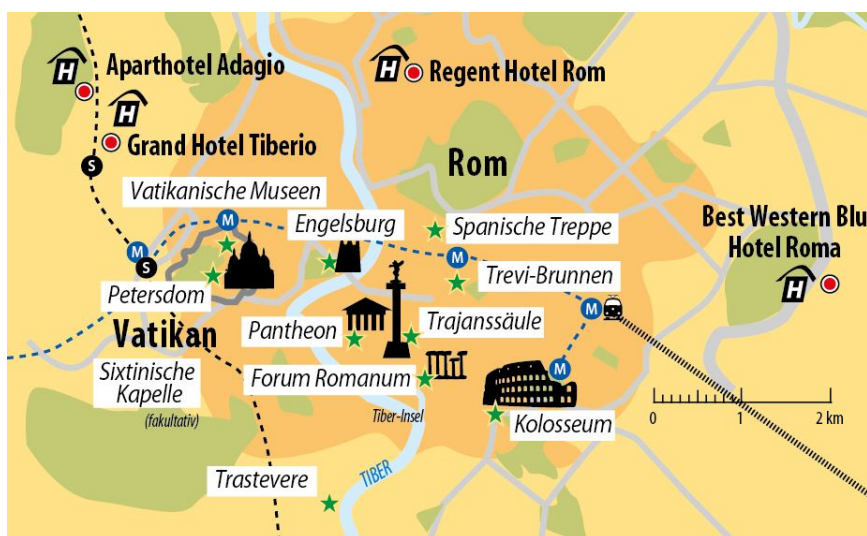 H
Aparthotel Adagio
H
Regent Hotel Rom
H
Grand Hotel Tiberio
S
Rom
Vatikanische Museen
M
Engelsburg
Spanische Treppe
Best Western Blu
Hotel Roma
M
S
M
Trevi-Brunnen
H
Petersdom
M
Vatikan
Pantheon
Trajanssäule
Sixtinische
Kapelle
(fakultativ)
Forum Romanum
M
0 1 2 km
Tiber-Insel
Kolosseum
Trastevere
TIBER